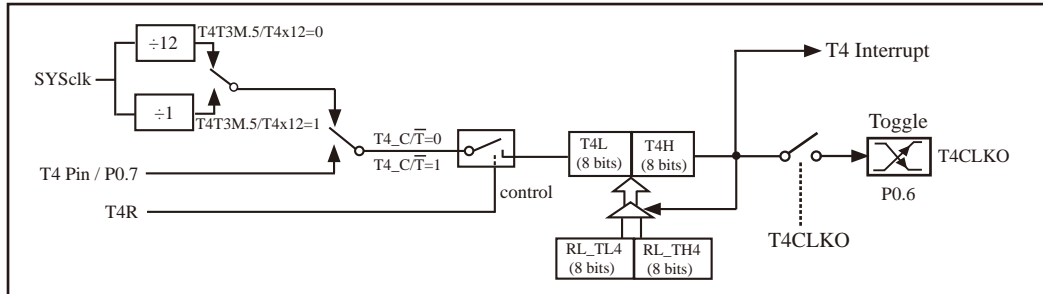 T4T3M.5/T4x12=0
÷12
SYSclk
÷1
T4T3M.5/T4x12=1
T4_C/T̅=0
T4_C/T̅=1
T4 Pin / P0.7
T4R
control
T4L
(8 bits)
T4H
(8 bits)
RL_TL4
(8 bits)
RL_TH4
(8 bits)
T4 Interrupt
Toggle
T4CLKO
P0.6
T4CLKO